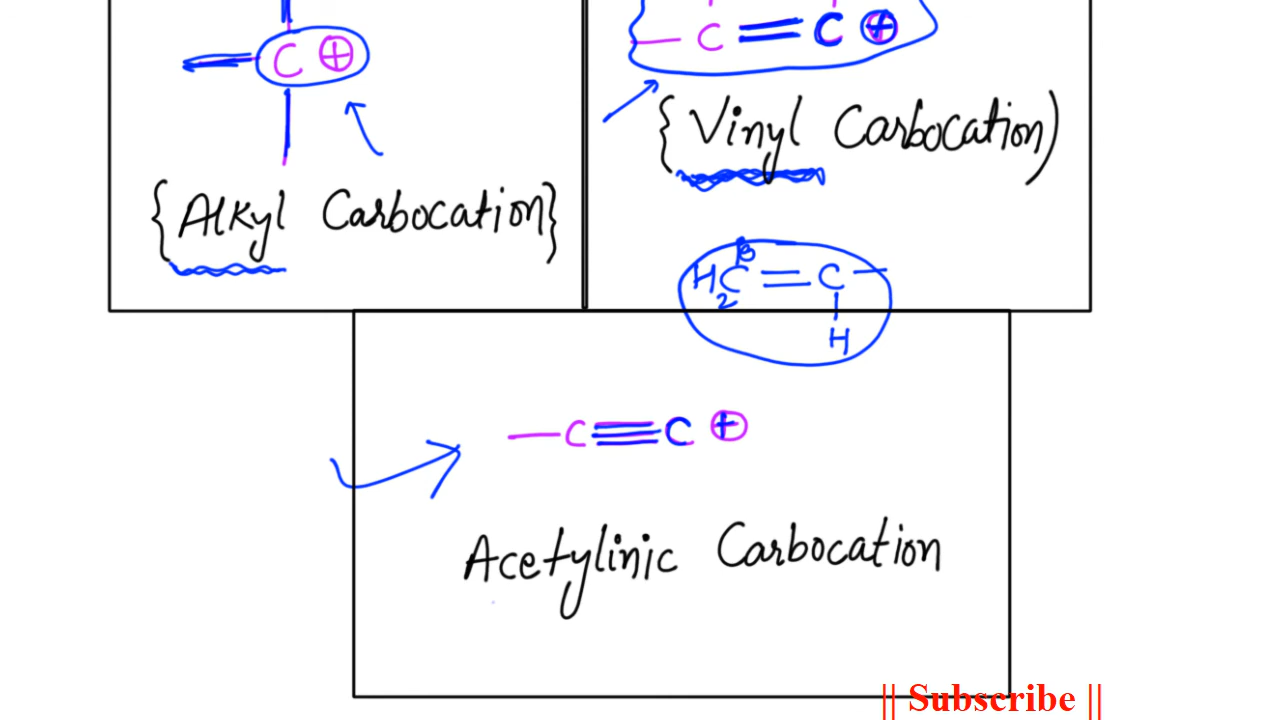 C ⊕
— C = C ⊕
{Vinyl Carbocation)
{Alkyl Carbocation}
β
H₂C = C —
H
— C ≡ C ⊕
Acetylinic Carbocation
|| Subscribe ||